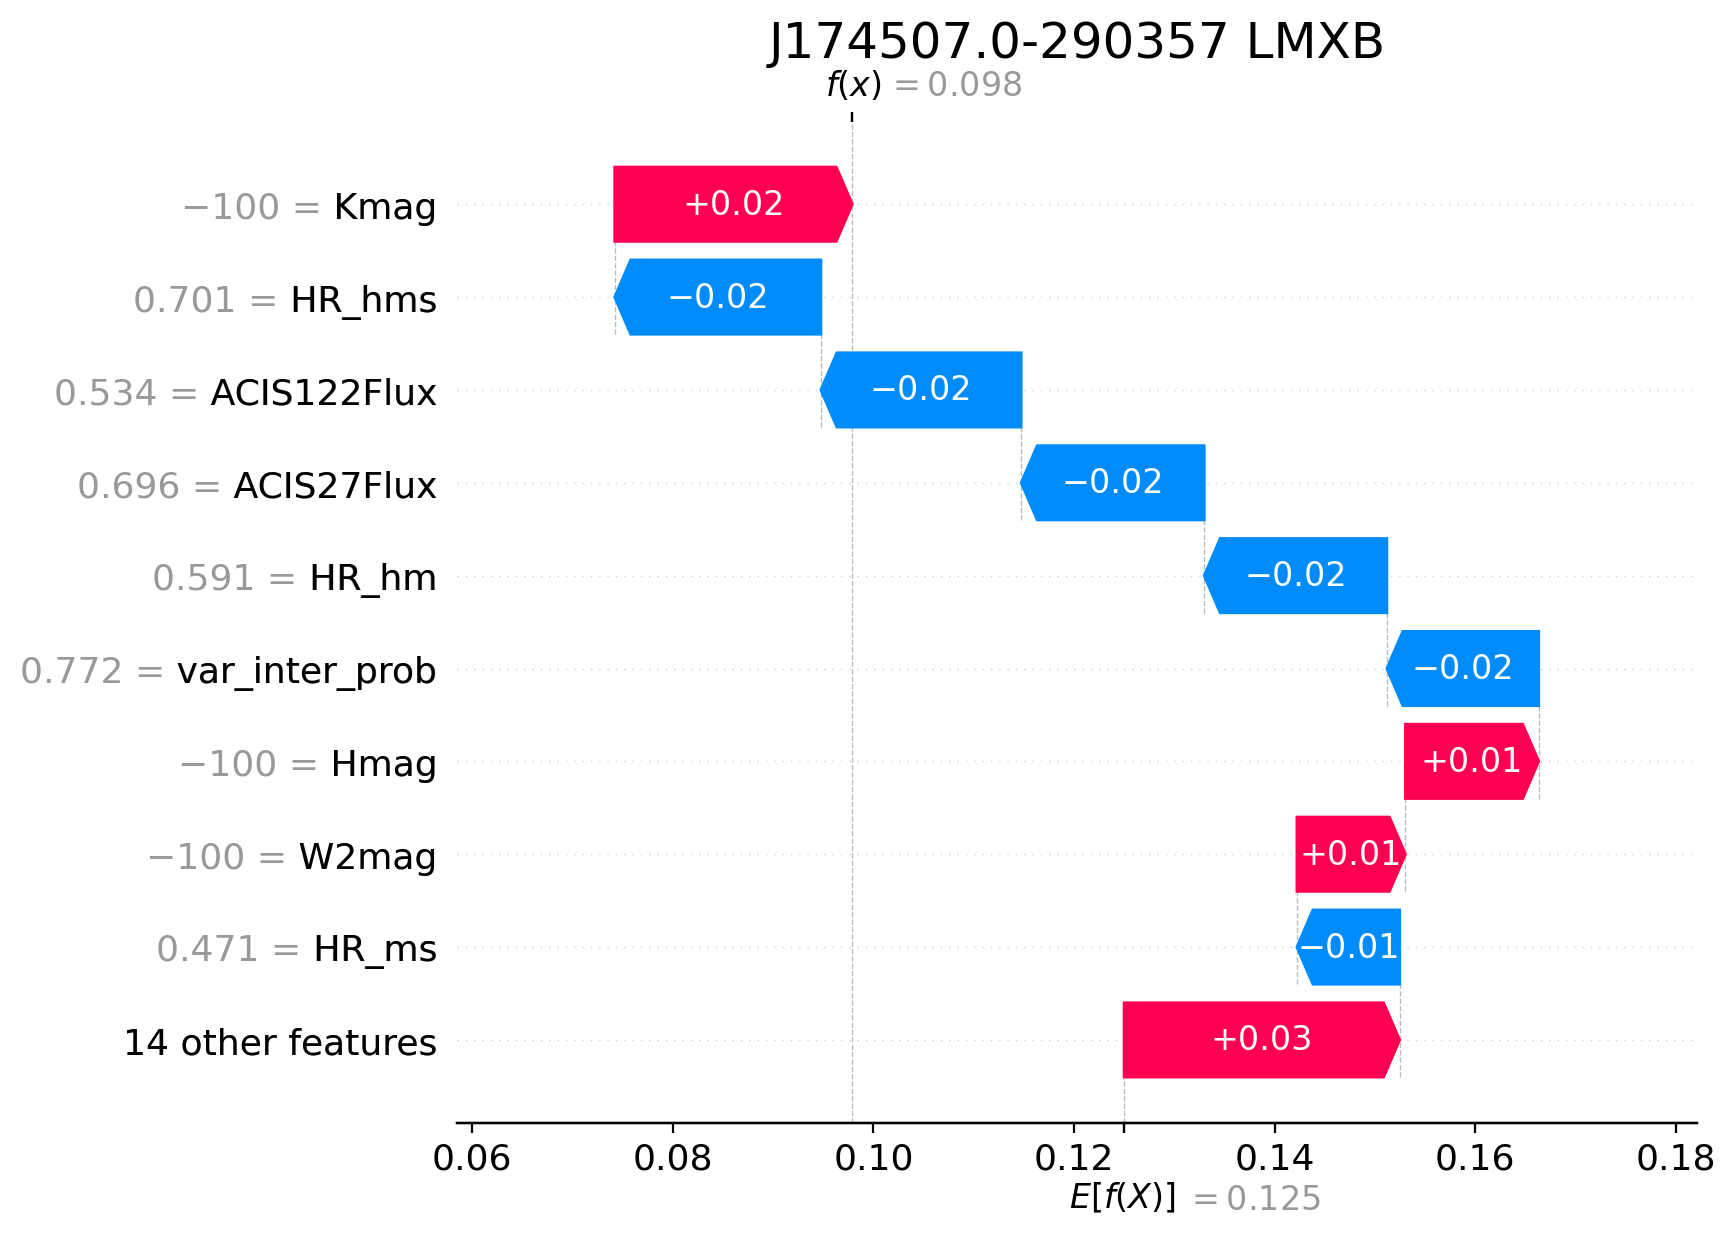 J174507.0-290357 LMXB
f(x) = 0.098
−100 = Kmag +0.02
0.701 = HR_hms −0.02
0.534 = ACIS122Flux −0.02
0.696 = ACIS27Flux −0.02
0.591 = HR_hm −0.02
0.772 = var_inter_prob −0.02
−100 = Hmag +0.01
−100 = W2mag +0.01
0.471 = HR_ms −0.01
14 other features +0.03
0.06 0.08 0.10 0.12 0.14 0.16 0.18
E[f(X)] = 0.125